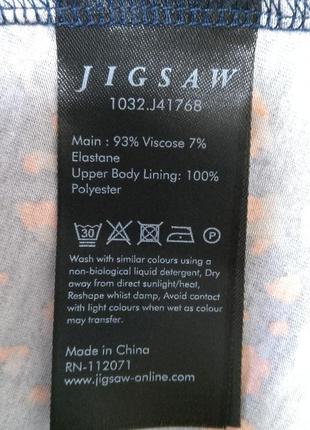 JIGSAW
1032.J41768
Main : 93% Viscose 7%
Elastane
Upper Body Lining: 100%
Polyester
30 P
Wash with similar colours using a
non-biological liquid detergent, Dry
away from direct sunlight/heat,
Reshape whilst damp, Avoid contact
with light colours when wet as colour
may transfer.
Made in China
RN-112071
www.jigsaw-online.com